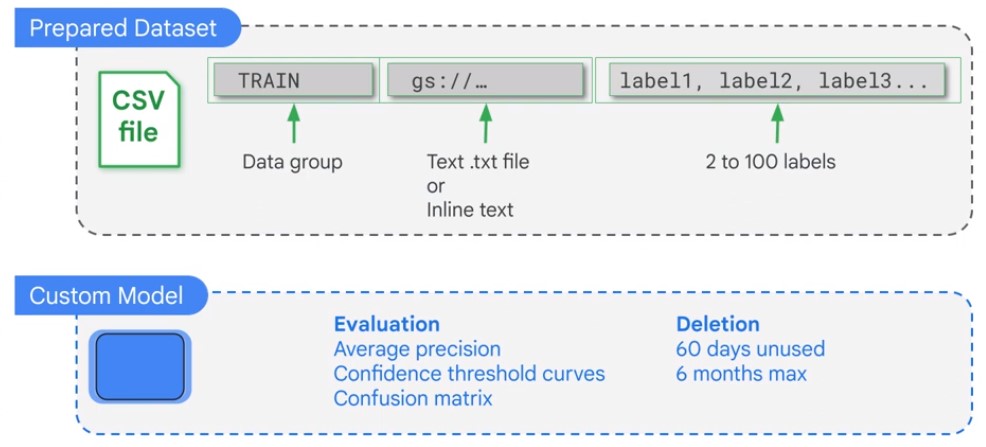 Prepared Dataset
CSV
file
TRAIN
gs://…
label1, label2, label3...
Data group
Text .txt file
or
Inline text
2 to 100 labels
Custom Model
Evaluation
Average precision
Confidence threshold curves
Confusion matrix
Deletion
60 days unused
6 months max